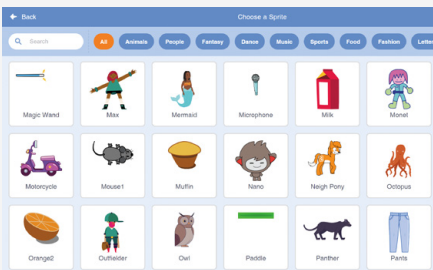 Back Choose a Sprite
Search All Animals People Fantasy Dance Music Sports Food Fashion Letter
Magic Wand Max Mermaid Microphone Milk Monet
Motorcycle Mouse1 Muffin Nano Neigh Pony Octopus
Orange2 Outfielder Owl Paddle Panther Pants